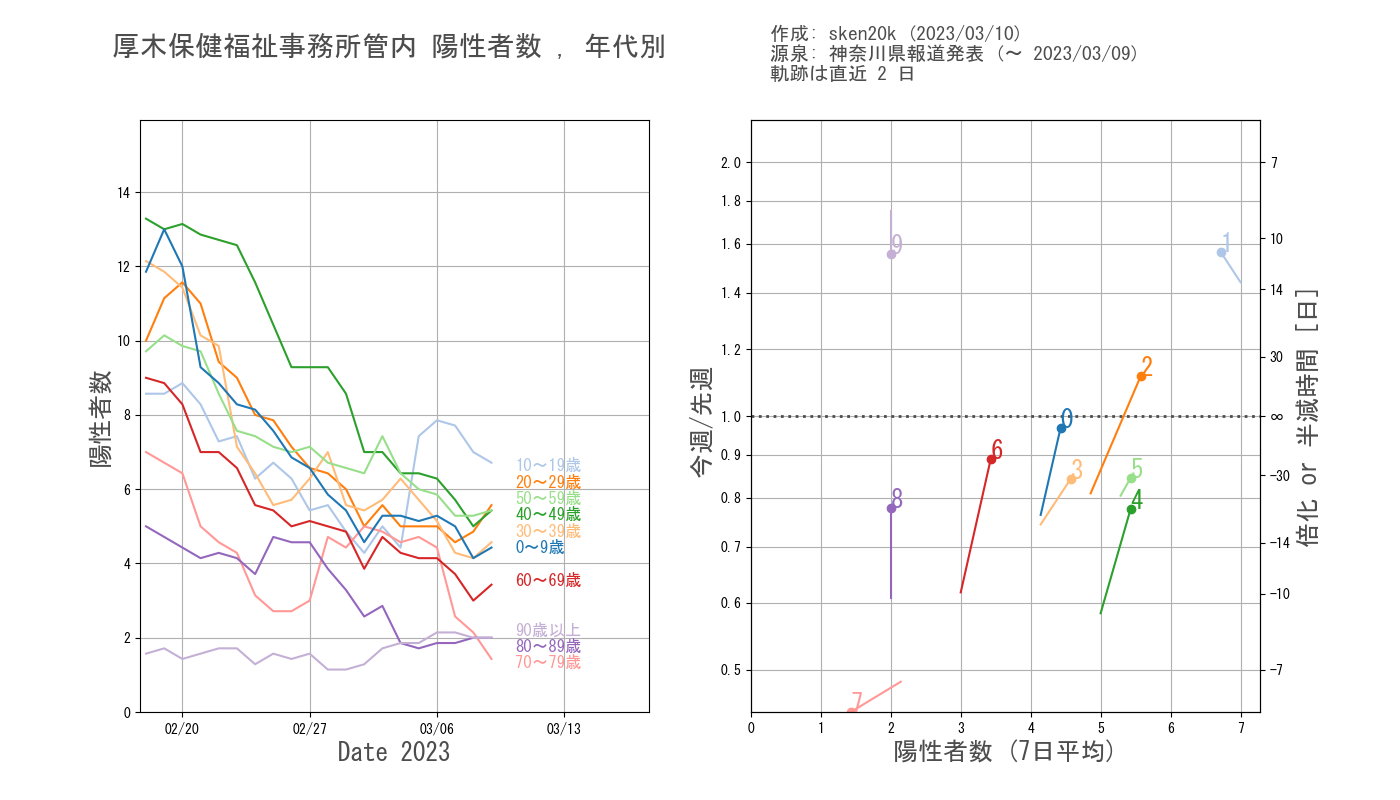 厚木保健福祉事務所管内 陽性者数 , 年代別
作成: sken20k (2023/03/10)
源泉: 神奈川県報道発表 (～ 2023/03/09)
軌跡は直近 2 日
陽性者数
14
12
10
8
6
4
2
0
02/20
02/27
03/06
03/13
Date 2023
10～19歳
20～29歳
50～59歳
40～49歳
30～39歳
0～9歳
60～69歳
90歳以上
80～89歳
70～79歳
今週/先週
2.0
1.8
1.6
1.4
1.2
1.0
0.9
0.8
0.7
0.6
0.5
9
1
2
0
6
3
5
4
8
7
0
1
2
3
4
5
6
7
陽性者数 (7日平均)
7
10
14
30
∞
−30
−14
−10
−7
倍化 or 半減時間 [日]